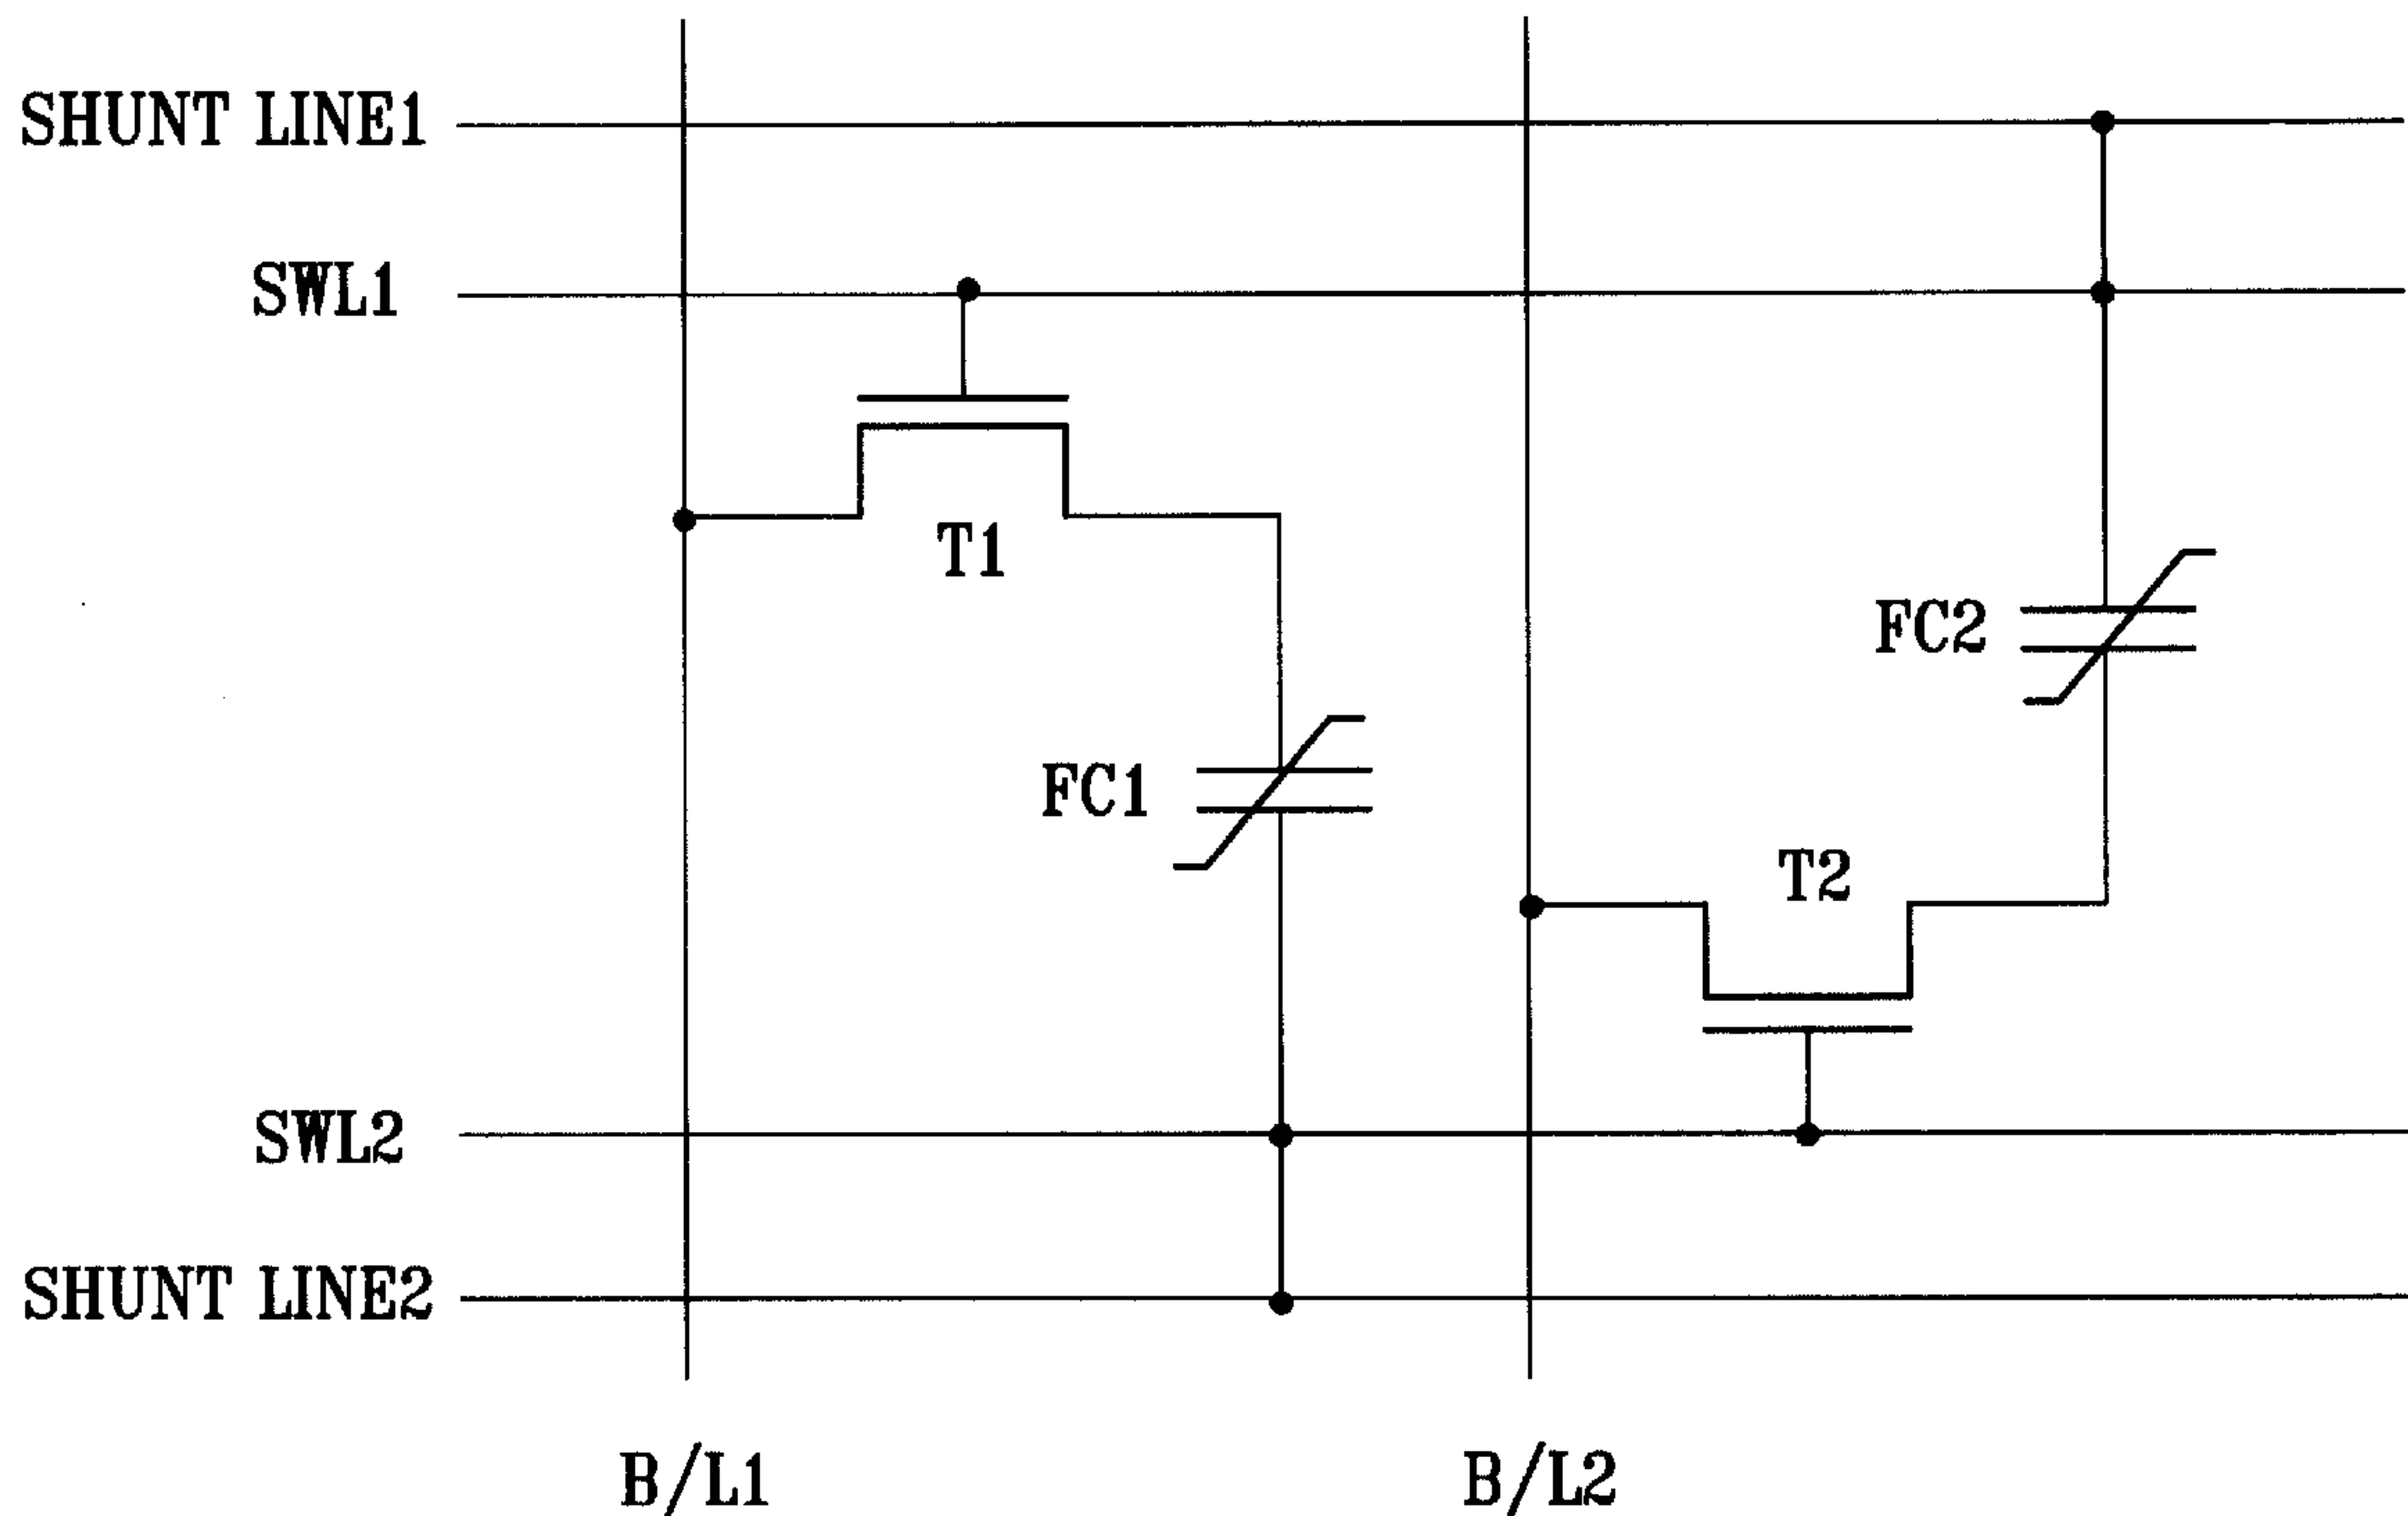 SHUNT LINE1
SWL1
T1
FC2
FC1
T2
SWL2
SHUNT LINE2
B/L1
B/L2